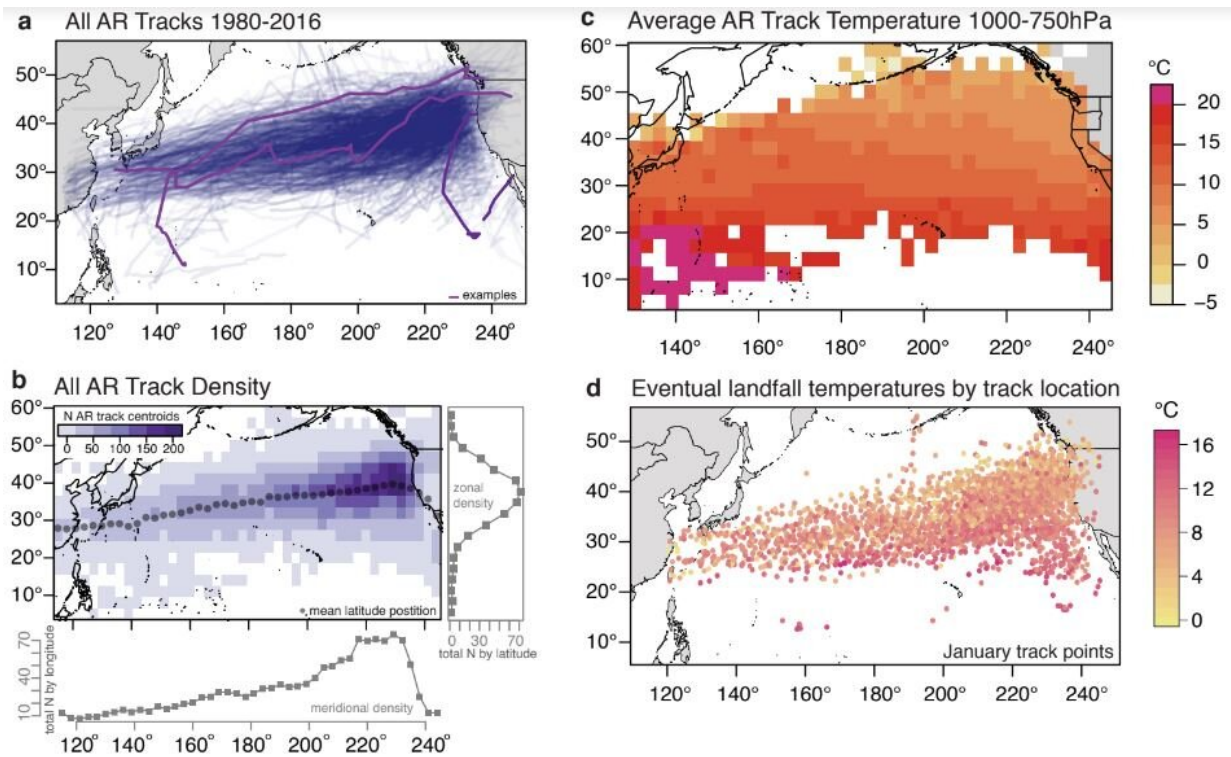 a All AR Tracks 1980-2016
50°
40°
30°
20°
10°
examples
120° 140° 160° 180° 200° 220° 240°
b All AR Track Density
60°
N AR track centroids
0 50 100 150 200
50°
40°
30°
20°
10°
mean latitude postition
zonal
density
0 30 70
total N by latitude
total N by longitude
70
40
10
meridional density
120° 140° 160° 180° 200° 220° 240°
c Average AR Track Temperature 1000-750hPa
60°
50°
40°
30°
20°
10°
140° 160° 180° 200° 220° 240°
°C
20
15
10
5
0
−5
d Eventual landfall temperatures by track location
50°
40°
30°
20°
10°
January track points
120° 140° 160° 180° 200° 220° 240°
°C
16
12
8
4
0